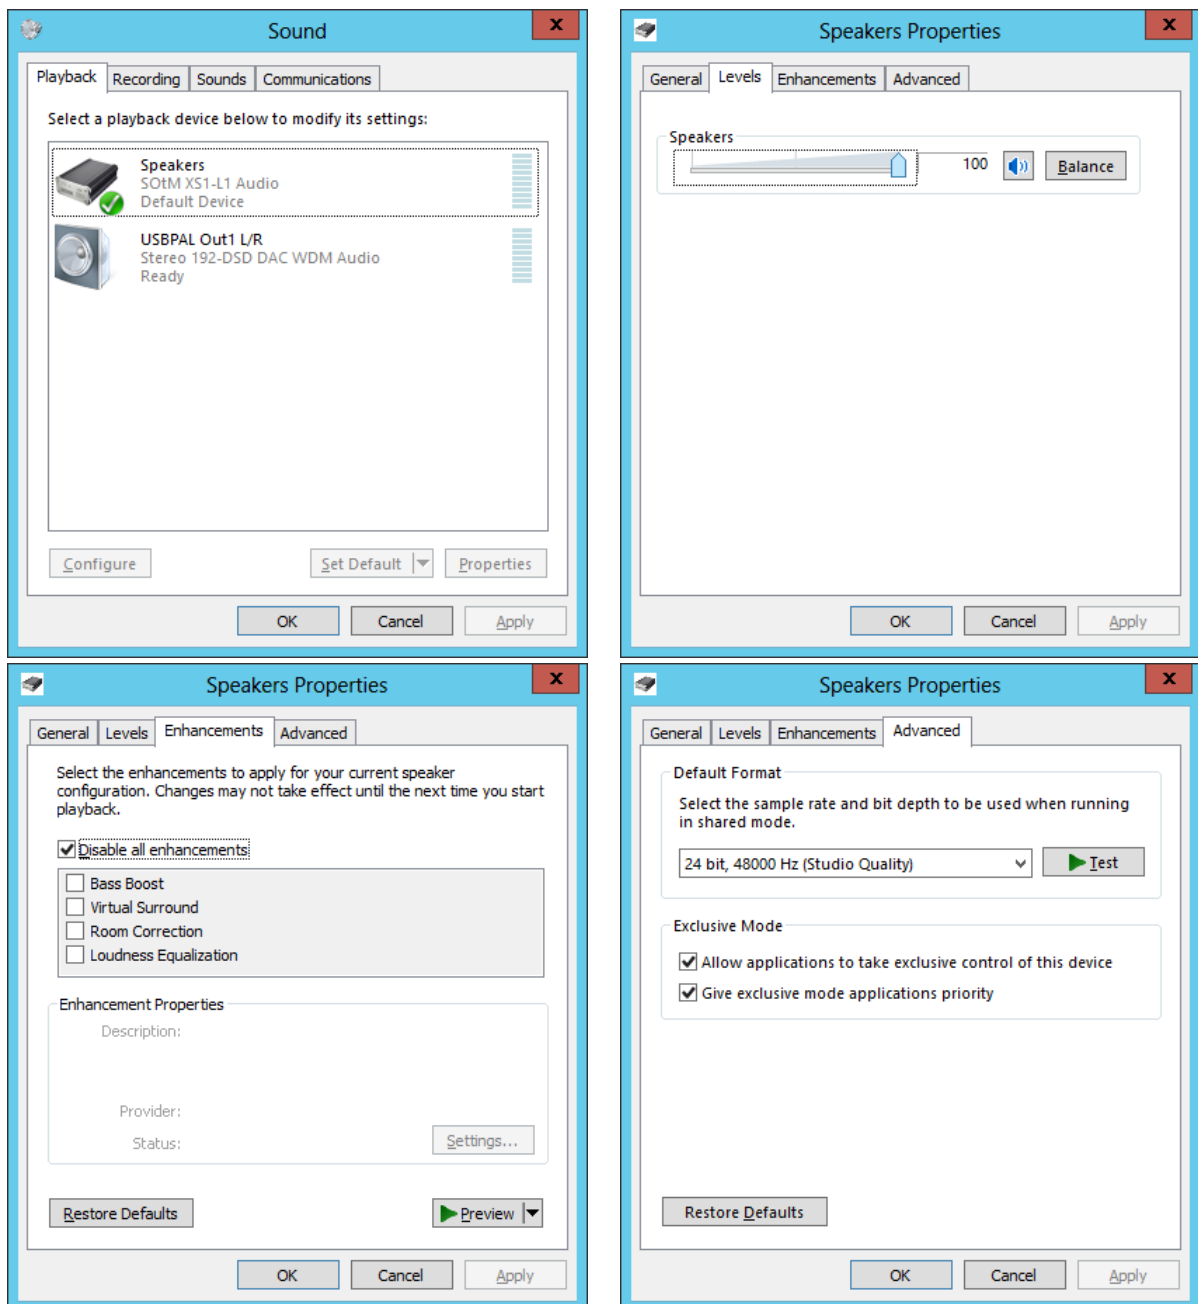 Sound
x
Playback
Recording
Sounds
Communications
Select a playback device below to modify its settings:
Speakers
SOtM XS1-L1 Audio
Default Device
USBPAL Out1 L/R
Stereo 192-DSD DAC WDM Audio
Ready
Configure
Set Default
Properties
OK
Cancel
Apply
Speakers Properties
x
General
Levels
Enhancements
Advanced
Speakers
100
Balance
OK
Cancel
Apply
Speakers Properties
x
General
Levels
Enhancements
Advanced
Select the enhancements to apply for your current speaker
configuration. Changes may not take effect until the next time you start
playback.
Disable all enhancements
Bass Boost
Virtual Surround
Room Correction
Loudness Equalization
Enhancement Properties
Description:
Provider:
Status:
Settings...
Restore Defaults
Preview
OK
Cancel
Apply
Speakers Properties
x
General
Levels
Enhancements
Advanced
Default Format
Select the sample rate and bit depth to be used when running
in shared mode.
24 bit, 48000 Hz (Studio Quality)
Test
Exclusive Mode
Allow applications to take exclusive control of this device
Give exclusive mode applications priority
Restore Defaults
OK
Cancel
Apply